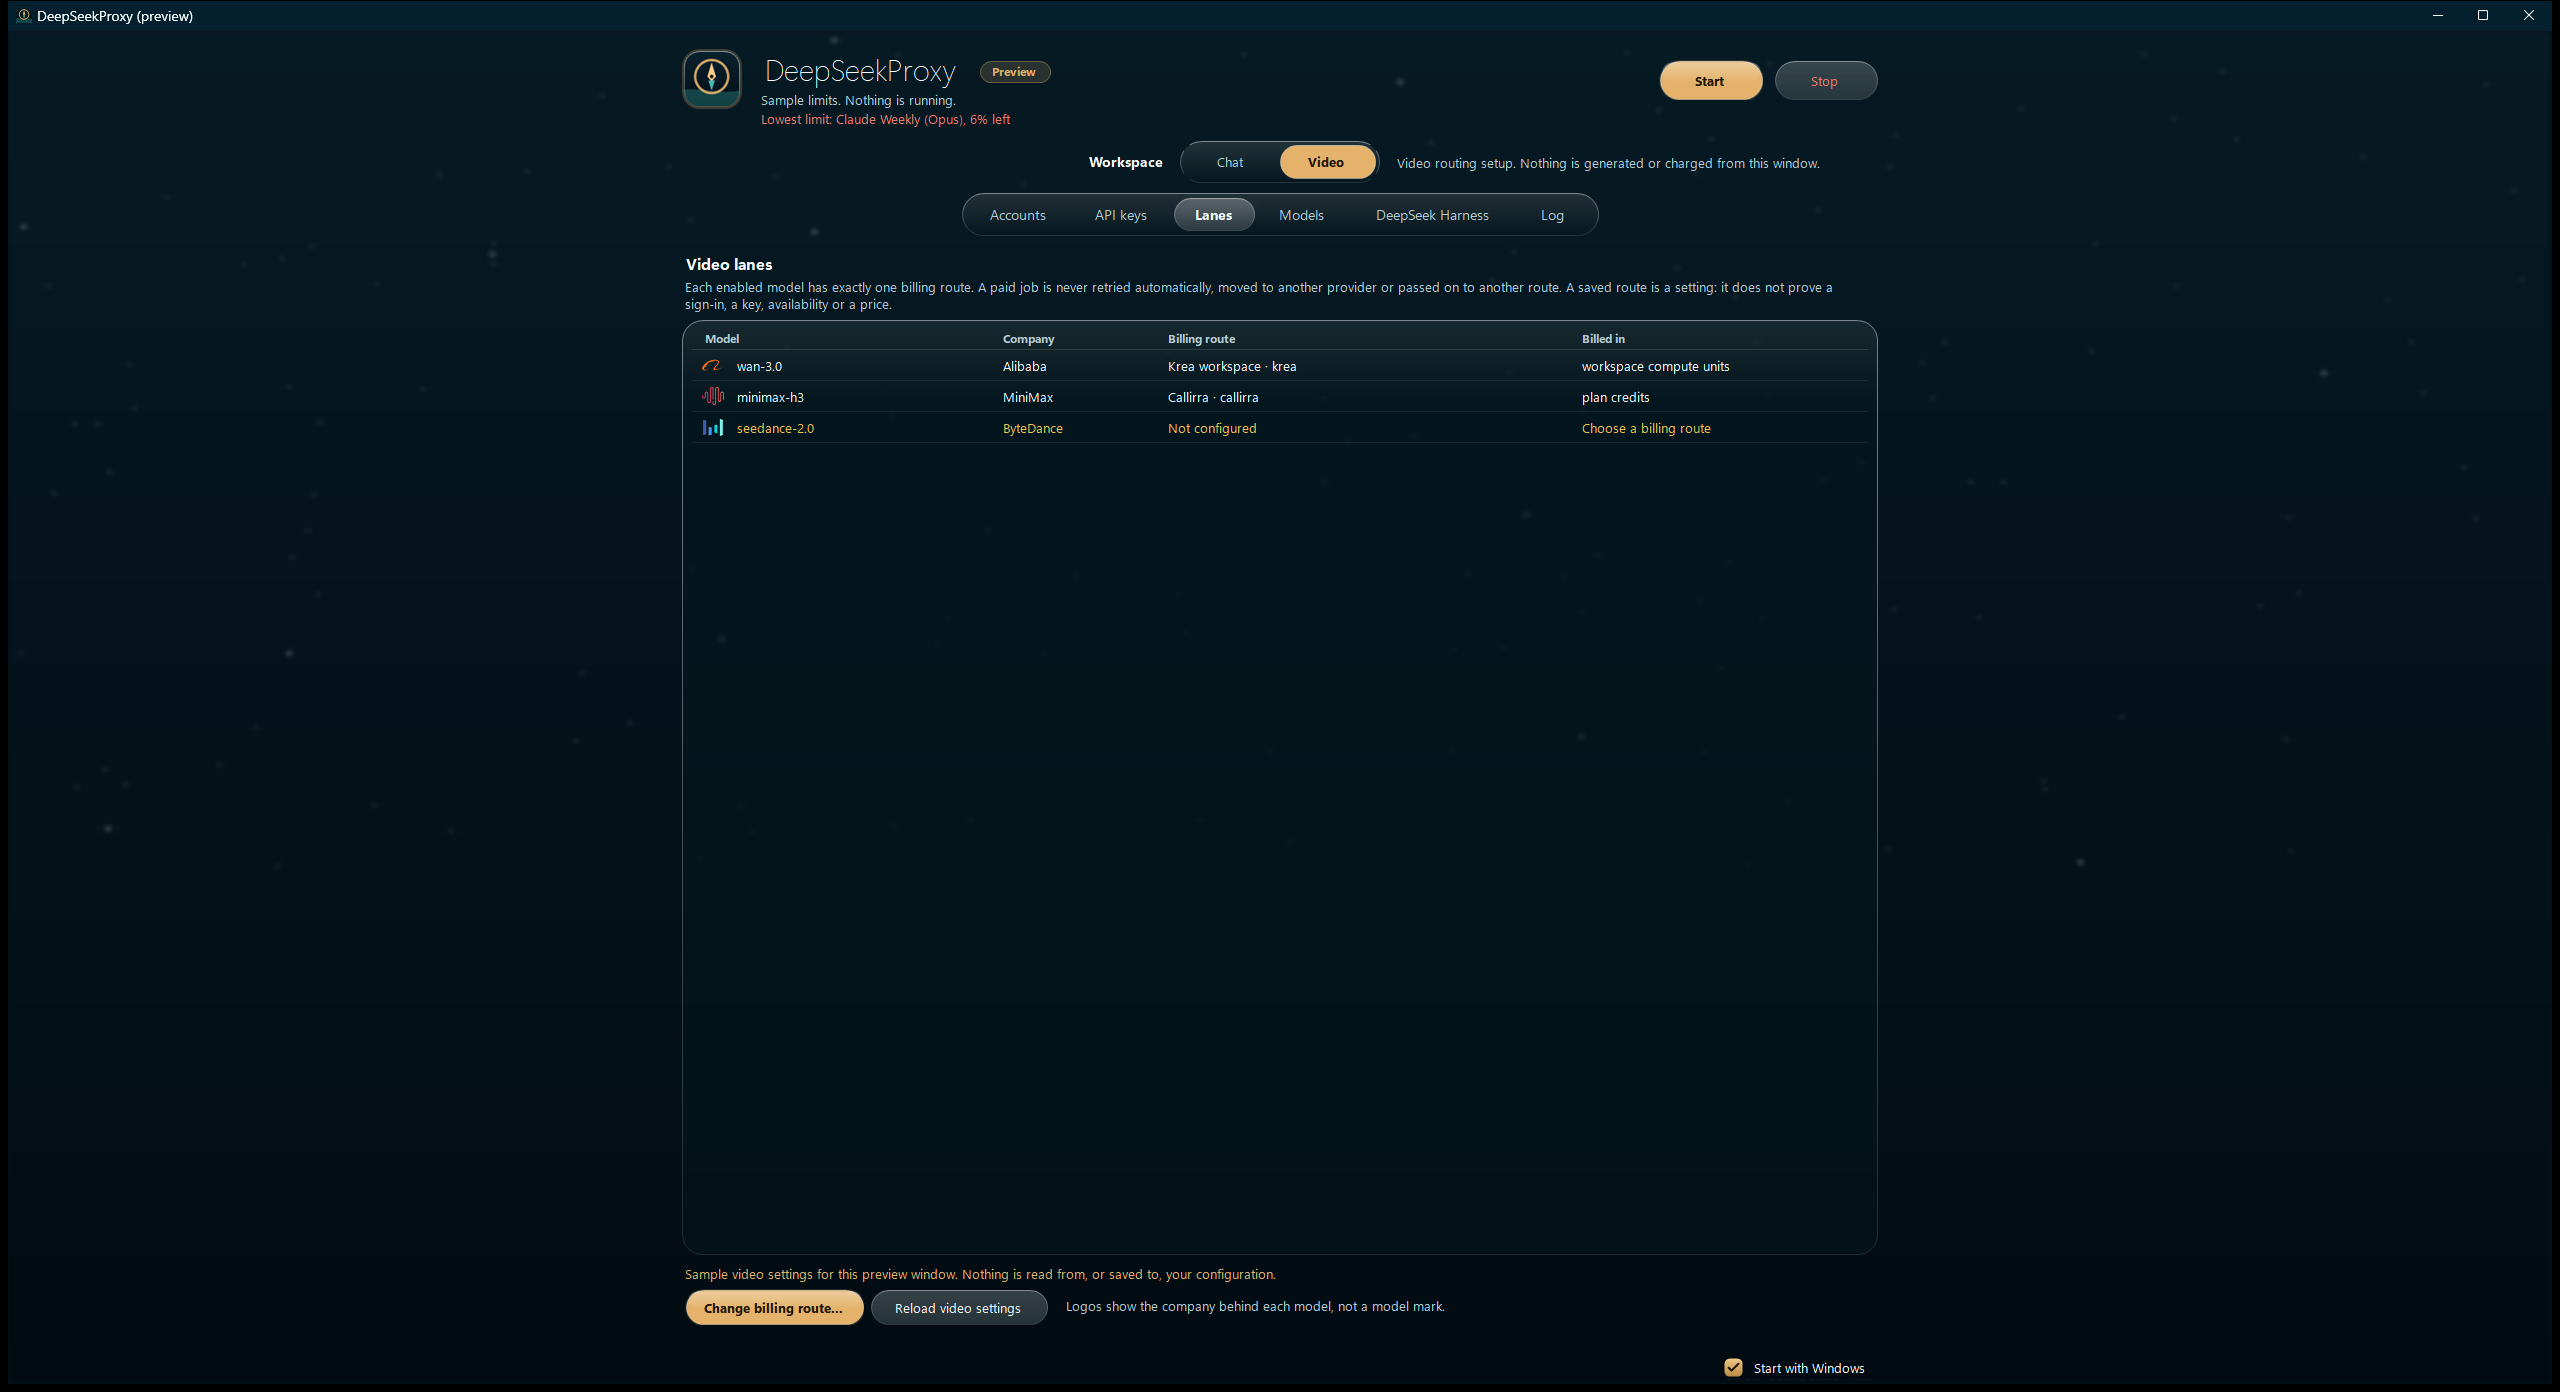 DeepSeekProxy (preview)
DeepSeekProxy
Preview
Sample limits. Nothing is running.
Lowest limit: Claude Weekly (Opus), 6% left
Start
Stop
Workspace
Chat
Video
Video routing setup. Nothing is generated or charged from this window.
Accounts
API keys
Lanes
Models
DeepSeek Harness
Log
Video lanes
Each enabled model has exactly one billing route. A paid job is never retried automatically, moved to another provider or passed on to another route. A saved route is a setting: it does not prove a
sign-in, a key, availability or a price.
Model Company Billing route Billed in
wan-3.0 Alibaba Krea workspace · krea workspace compute units
minimax-h3 MiniMax Callirra · callirra plan credits
seedance-2.0 ByteDance Not configured Choose a billing route
Sample video settings for this preview window. Nothing is read from, or saved to, your configuration.
Change billing route...
Reload video settings
Logos show the company behind each model, not a model mark.
Start with Windows